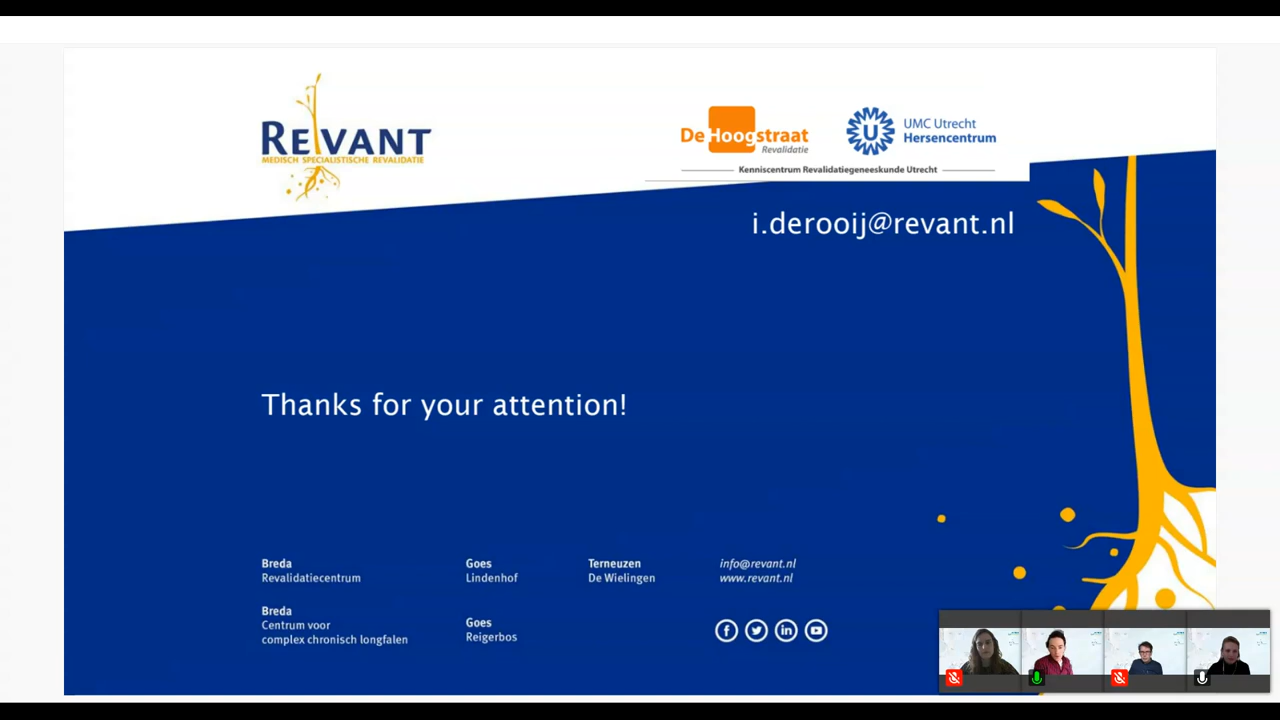 REVANT
MEDISCH SPECIALISTISCHE REVALIDATIE
De Hoogstraat
Revalidatie
UMC Utrecht
Hersencentrum
Kenniscentrum Revalidatiegeneeskunde Utrecht
i.derooij@revant.nl
Thanks for your attention!
Breda
Revalidatiecentrum
Goes
Lindenhof
Terneuzen
De Wielingen
info@revant.nl
www.revant.nl
Breda
Centrum voor
complex chronisch longfalen
Goes
Reigerbos